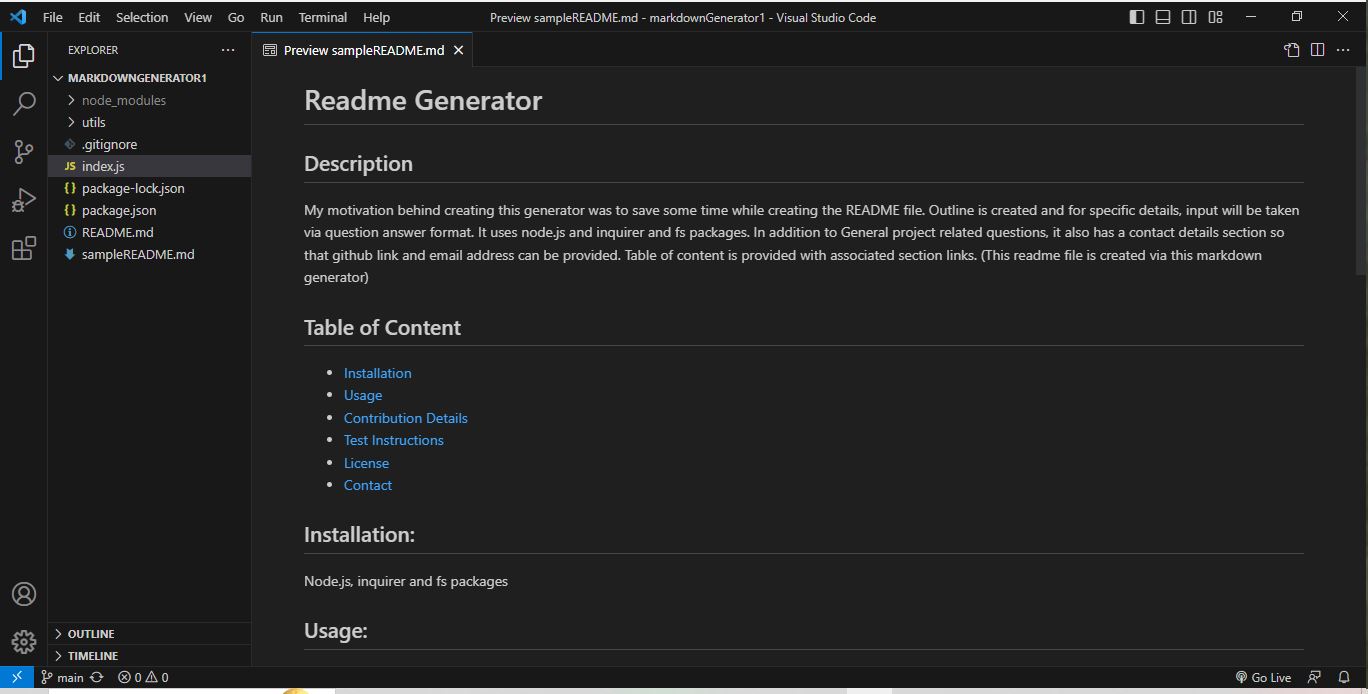 File Edit Selection View Go Run Terminal Help
Preview sampleREADME.md - markdownGenerator1 - Visual Studio Code
EXPLORER
Preview sampleREADME.md
MARKDOWNGENERATOR1
node_modules
utils
.gitignore
JS index.js
{} package-lock.json
{} package.json
README.md
sampleREADME.md
OUTLINE
TIMELINE
Readme Generator
Description
My motivation behind creating this generator was to save some time while creating the README file. Outline is created and for specific details, input will be taken
via question answer format. It uses node.js and inquirer and fs packages. In addition to General project related questions, it also has a contact details section so
that github link and email address can be provided. Table of content is provided with associated section links. (This readme file is created via this markdown
generator)
Table of Content
• Installation
• Usage
• Contribution Details
• Test Instructions
• License
• Contact
Installation:
Node.js, inquirer and fs packages
Usage:
main 0 0
Go Live